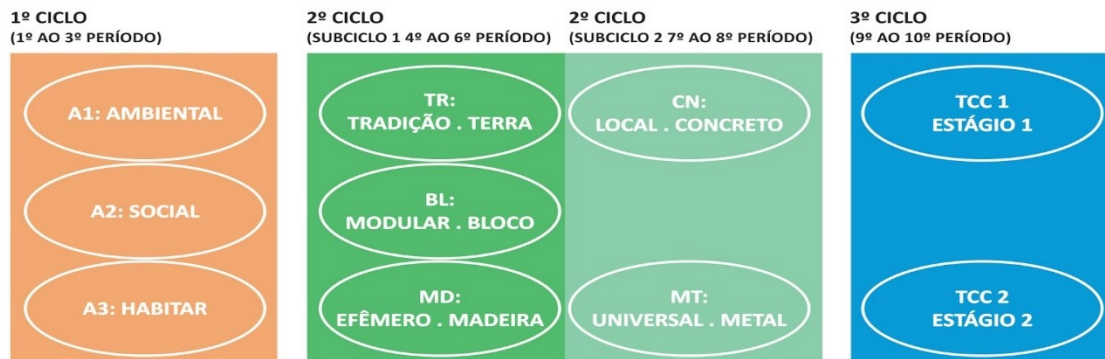 1º CICLO
(1º AO 3º PERÍODO)
A1: AMBIENTAL
A2: SOCIAL
A3: HABITAR
2º CICLO
(SUBCICLO 1 4º AO 6º PERÍODO)
TR:
TRADIÇÃO . TERRA
BL:
MODULAR . BLOCO
MD:
EFÊMERO . MADEIRA
2º CICLO
(SUBCICLO 2 7º AO 8º PERÍODO)
CN:
LOCAL . CONCRETO
MT:
UNIVERSAL . METAL
3º CICLO
(9º AO 10º PERÍODO)
TCC 1
ESTÁGIO 1
TCC 2
ESTÁGIO 2